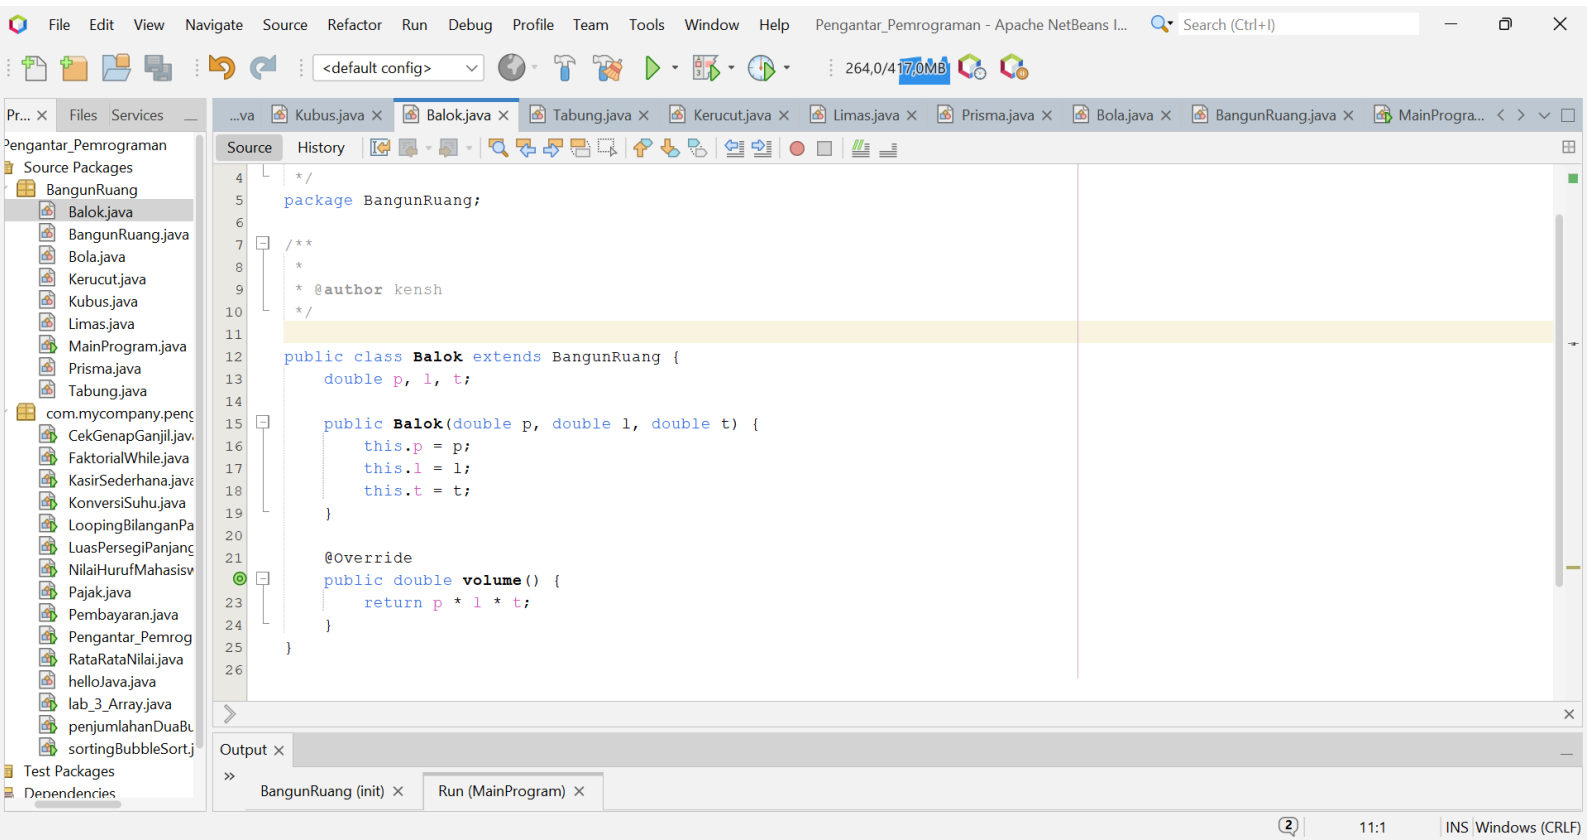 File Edit View Navigate Source Refactor Run Debug Profile Team Tools Window Help Pengantar_Pemrograman - Apache NetBeans I... Search (Ctrl+I)
<default config> 264,0/417,0MB
Pr... Files Services
...va Kubus.java Balok.java Tabung.java Kerucut.java Limas.java Prisma.java Bola.java BangunRuang.java MainProgra...
Source History
Pengantar_Pemrograman
Source Packages
BangunRuang
Balok.java
BangunRuang.java
Bola.java
Kerucut.java
Kubus.java
Limas.java
MainProgram.java
Prisma.java
Tabung.java
com.mycompany.peng
CekGenapGanjil.java
FaktorialWhile.java
KasirSederhana.java
KonversiSuhu.java
LoopingBilanganPa
LuasPersegiPanjang
NilaiHurufMahasisw
Pajak.java
Pembayaran.java
Pengantar_Pemrog
RataRataNilai.java
helloJava.java
lab_3_Array.java
penjumlahanDuaBu
sortingBubbleSort.j
Test Packages
Dependencies
4 */
5 package BangunRuang;
6
7 /**
8 *
9 * @author kensh
10 */
11
12 public class Balok extends BangunRuang {
13 double p, l, t;
14
15 public Balok(double p, double l, double t) {
16 this.p = p;
17 this.l = l;
18 this.t = t;
19 }
20
21 @Override
public double volume() {
23 return p * l * t;
24 }
25 }
26
Output
BangunRuang (init) Run (MainProgram)
2 11:1 INS Windows (CRLF)